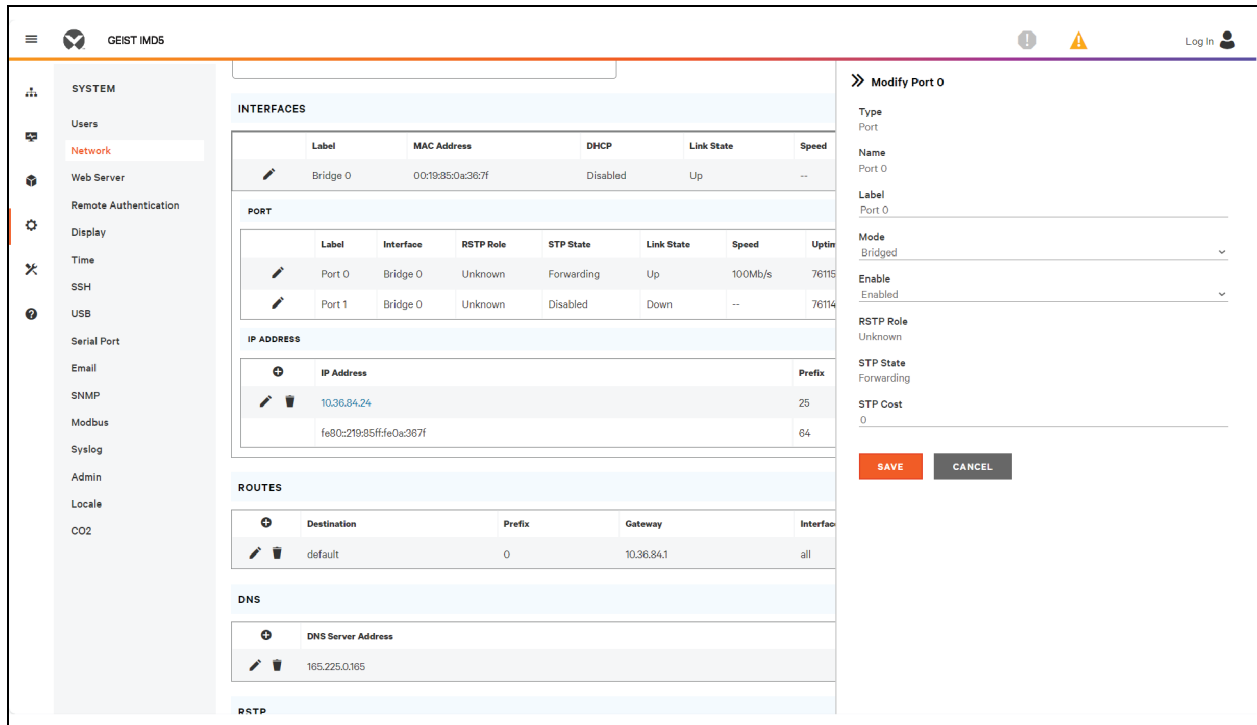 GEIST IMD5
Log In
SYSTEM
Users
Network
Web Server
Remote Authentication
Display
Time
SSH
USB
Serial Port
Email
SNMP
Modbus
Syslog
Admin
Locale
CO2
INTERFACES
Label MAC Address DHCP Link State Speed
Bridge 0 00:19:85:0a:36:7f Disabled Up --
PORT
Label Interface RSTP Role STP State Link State Speed Uptim
Port 0 Bridge 0 Unknown Forwarding Up 100Mb/s 76115
Port 1 Bridge 0 Unknown Disabled Down -- 76114
IP ADDRESS
IP Address Prefix
10.36.84.24 25
fe80::219:85ff:fe0a:367f 64
ROUTES
Destination Prefix Gateway Interfac
default 0 10.36.84.1 all
DNS
DNS Server Address
165.225.0.165
RSTP
Modify Port 0
Type
Port
Name
Port 0
Label
Port 0
Mode
Bridged
Enable
Enabled
RSTP Role
Unknown
STP State
Forwarding
STP Cost
0
SAVE CANCEL